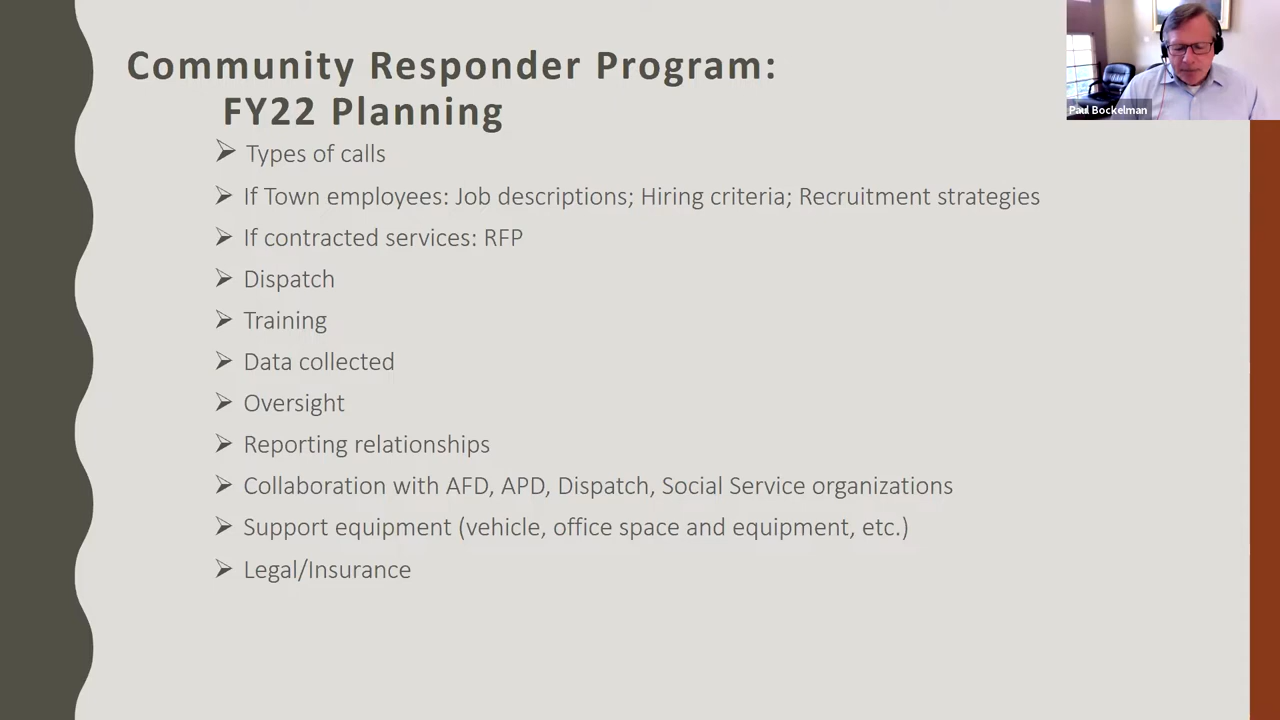 Community Responder Program:
FY22 Planning
Types of calls
If Town employees: Job descriptions; Hiring criteria; Recruitment strategies
If contracted services: RFP
Dispatch
Training
Data collected
Oversight
Reporting relationships
Collaboration with AFD, APD, Dispatch, Social Service organizations
Support equipment (vehicle, office space and equipment, etc.)
Legal/Insurance
Paul Bockelman